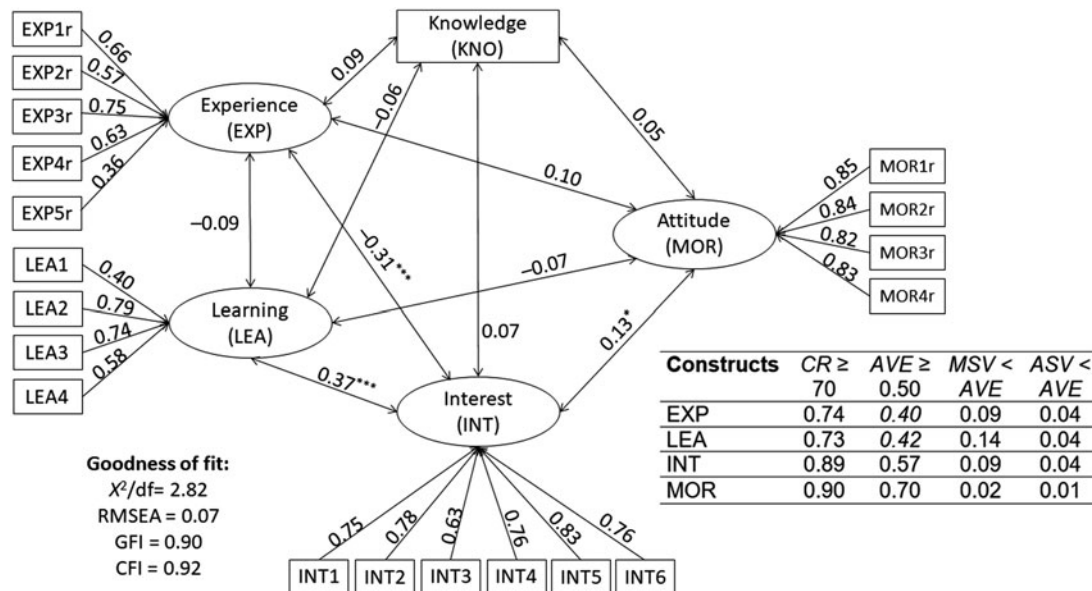 EXP1r
EXP2r
EXP3r
EXP4r
EXP5r
0.66
0.57
0.75
0.63
0.36
Experience
(EXP)
Knowledge
(KNO)
0.09
–0.06
0.05
0.10
–0.09
–0.31***
–0.07
0.07
0.13*
0.37***
Attitude
(MOR)
0.85
0.84
0.82
0.83
MOR1r
MOR2r
MOR3r
MOR4r
LEA1
LEA2
LEA3
LEA4
0.40
0.79
0.74
0.58
Learning
(LEA)
Interest
(INT)
0.75
0.78
0.63
0.76
0.83
0.76
INT1 INT2 INT3 INT4 INT5 INT6
Goodness of fit:
X²/df= 2.82
RMSEA = 0.07
GFI = 0.90
CFI = 0.92
Constructs CR ≥ AVE ≥ MSV < ASV <
70 0.50 AVE AVE
EXP 0.74 0.40 0.09 0.04
LEA 0.73 0.42 0.14 0.04
INT 0.89 0.57 0.09 0.04
MOR 0.90 0.70 0.02 0.01